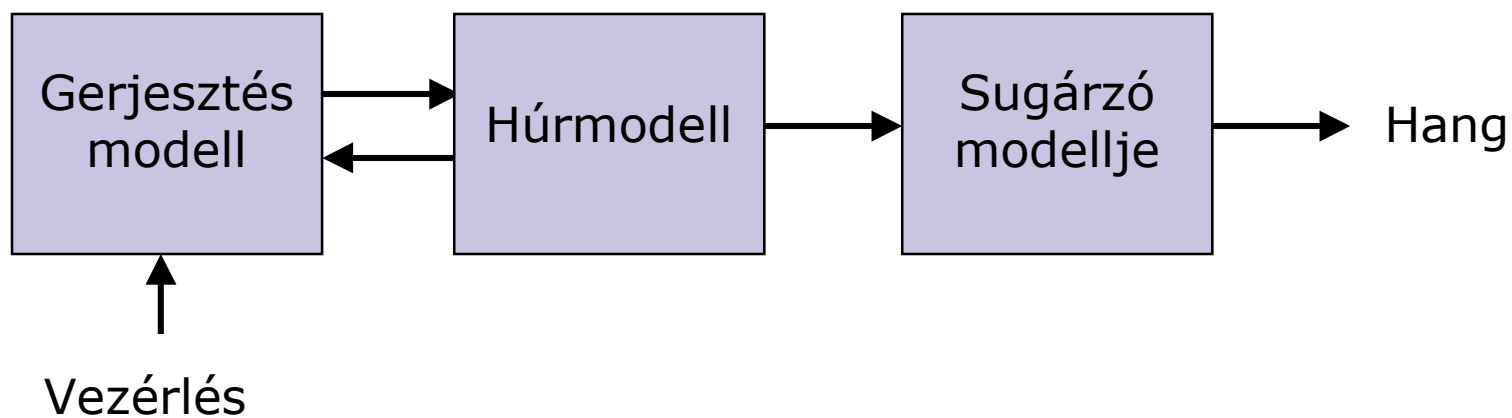 Gerjesztés
modell
Húrmodell
Sugárzó
modellje
Hang
Vezérlés